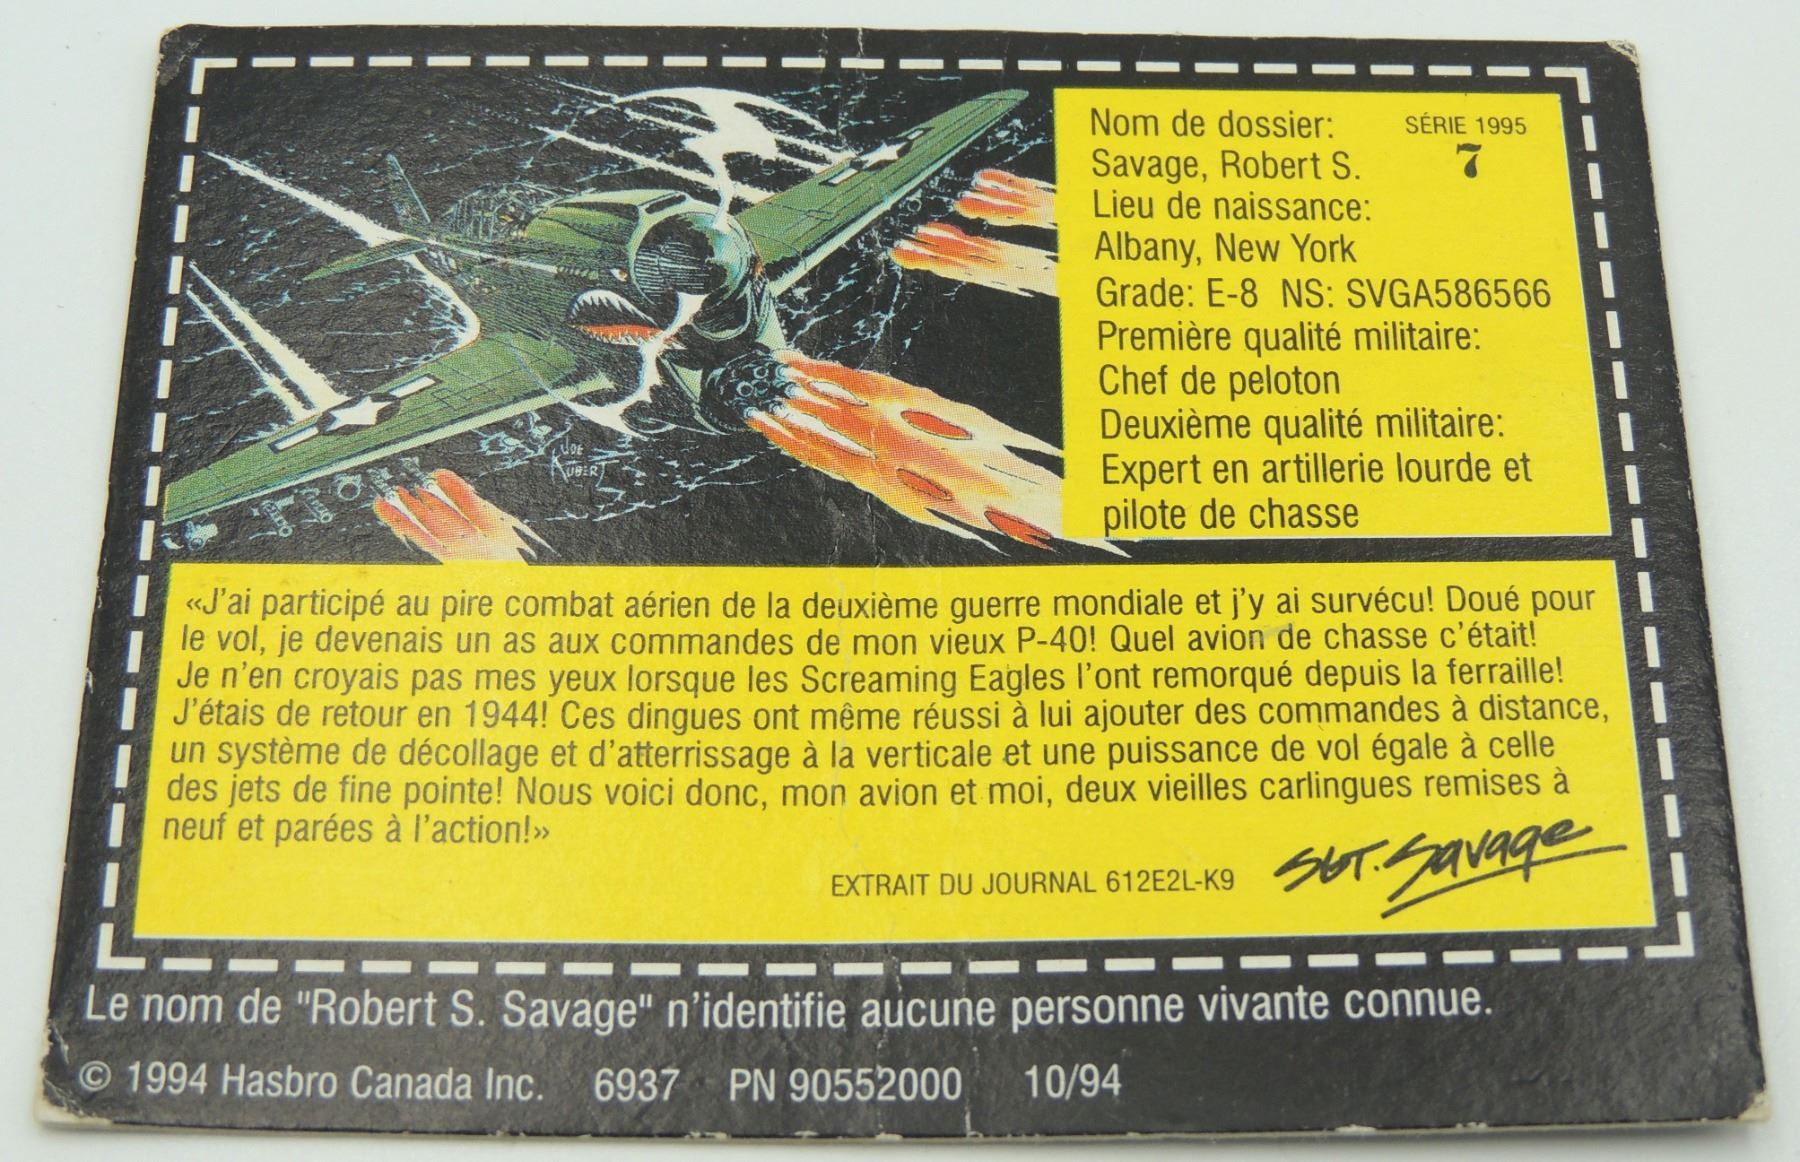 JOE
KUBERT
Nom de dossier: SÉRIE 1995
Savage, Robert S. 7
Lieu de naissance:
Albany, New York
Grade: E-8 NS: SVGA586566
Première qualité militaire:
Chef de peloton
Deuxième qualité militaire:
Expert en artillerie lourde et
pilote de chasse
«J'ai participé au pire combat aérien de la deuxième guerre mondiale et j'y ai survécu! Doué pour
le vol, je devenais un as aux commandes de mon vieux P-40! Quel avion de chasse c'était!
Je n'en croyais pas mes yeux lorsque les Screaming Eagles l'ont remorqué depuis la ferraille!
J'étais de retour en 1944! Ces dingues ont même réussi à lui ajouter des commandes à distance,
un système de décollage et d'atterrissage à la verticale et une puissance de vol égale à celle
des jets de fine pointe! Nous voici donc, mon avion et moi, deux vieilles carlingues remises à
neuf et parées à l'action!»
EXTRAIT DU JOURNAL 612E2L-K9 Sgt. Savage
Le nom de "Robert S. Savage" n'identifie aucune personne vivante connue.
© 1994 Hasbro Canada Inc. 6937 PN 90552000 10/94